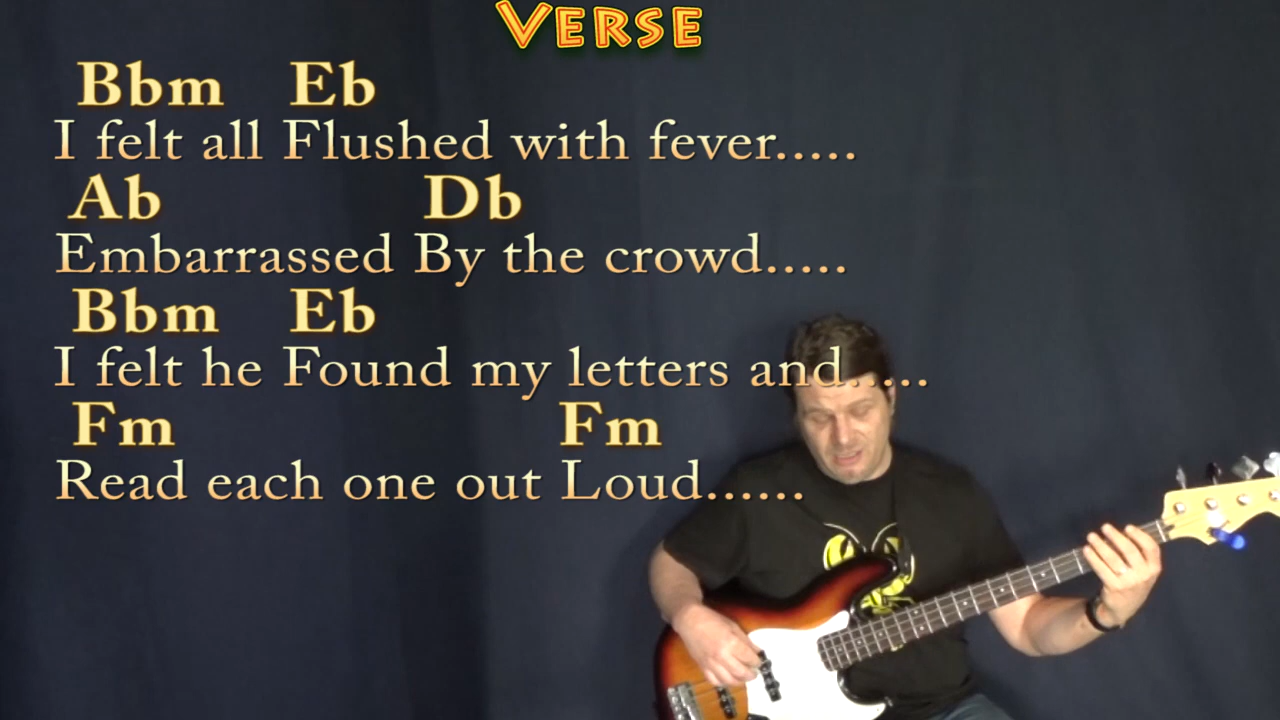 VERSE
Bbm Eb
I felt all Flushed with fever.....
Ab Db
Embarrassed By the crowd.....
Bbm Eb
I felt he Found my letters and.....
Fm Fm
Read each one out Loud......